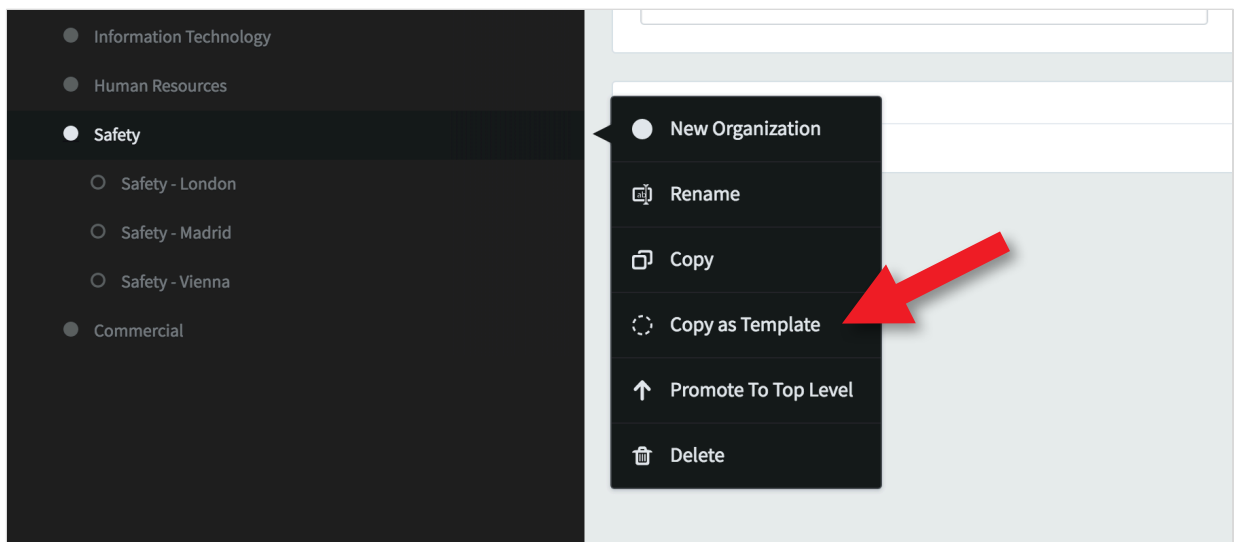 Information Technology
Human Resources
Safety
Safety - London
Safety - Madrid
Safety - Vienna
Commercial
New Organization
Rename
Copy
Copy as Template
Promote To Top Level
Delete